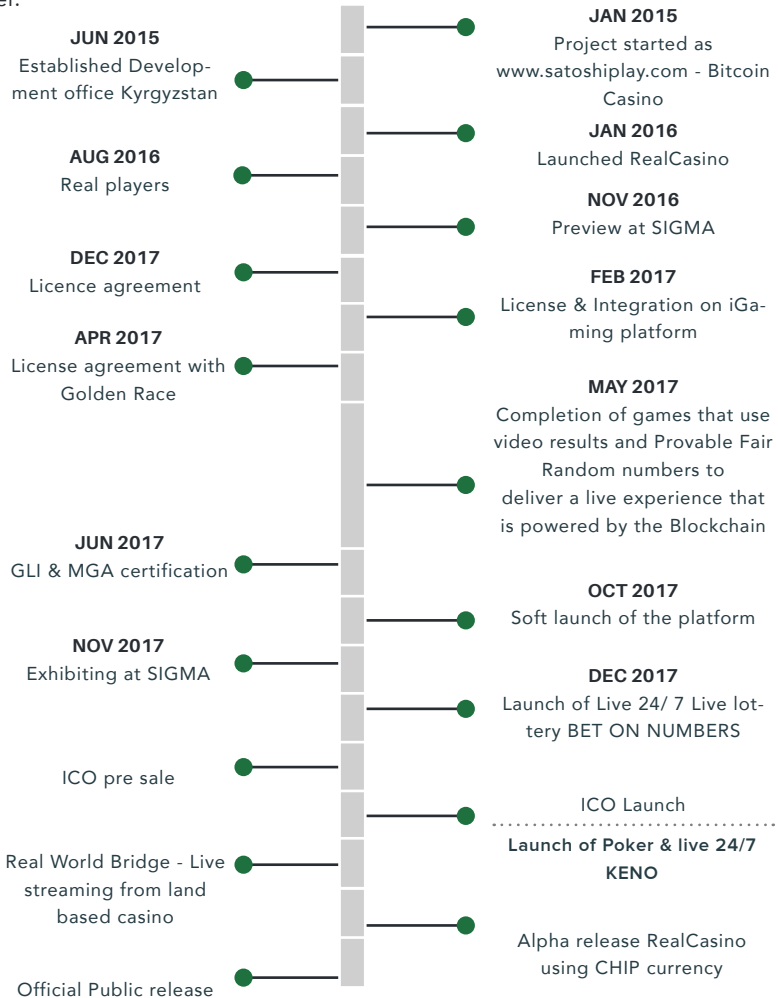 er.
JAN 2015
Project started as
www.satoshiplay.com - Bitcoin
Casino
JUN 2015
Established Develop-
ment office Kyrgyzstan
JAN 2016
Launched RealCasino
AUG 2016
Real players
NOV 2016
Preview at SIGMA
DEC 2017
Licence agreement
FEB 2017
License & Integration on iGa-
ming platform
APR 2017
License agreement with
Golden Race
MAY 2017
Completion of games that use
video results and Provable Fair
Random numbers to
deliver a live experience that
is powered by the Blockchain
JUN 2017
GLI & MGA certification
OCT 2017
Soft launch of the platform
NOV 2017
Exhibiting at SIGMA
DEC 2017
Launch of Live 24/ 7 Live lot-
tery BET ON NUMBERS
ICO pre sale
ICO Launch
Launch of Poker & live 24/7
KENO
Real World Bridge - Live
streaming from land
based casino
Alpha release RealCasino
using CHIP currency
Official Public release